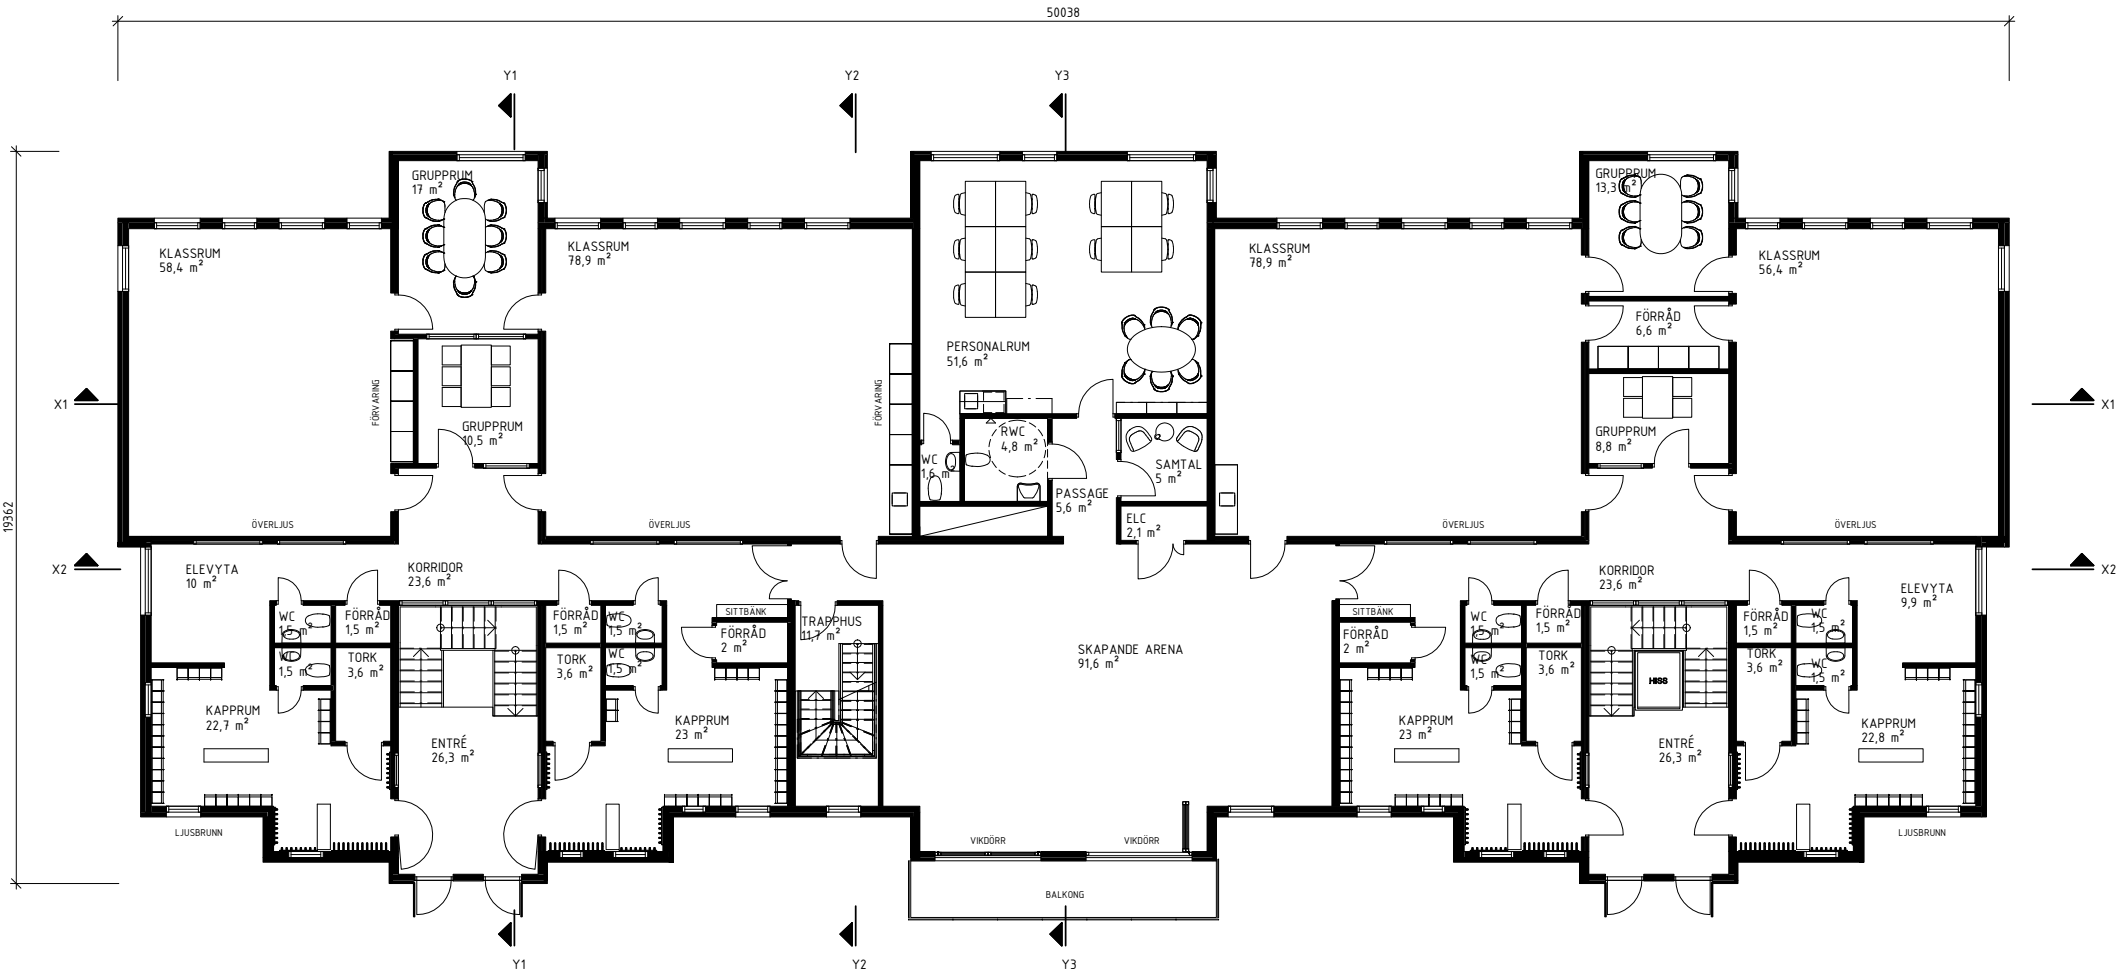 50038
Y1
Y2
Y3
GRUPPRUM
17 m²
GRUPPRUM
13,3 m²
KLASSRUM
58,4 m²
KLASSRUM
78,9 m²
KLASSRUM
78,9 m²
KLASSRUM
56,4 m²
FÖRRÅD
6,6 m²
PERSONALRUM
51,6 m²
X1
X1
FÖRVARING
FÖRVARING
GRUPPRUM
10,5 m²
RWC
4,8 m²
GRUPPRUM
8,8 m²
WC
1,6 m²
SAMTAL
5 m²
PASSAGE
5,6 m²
19362
ELC
2,1 m²
ÖVERLJUS
ÖVERLJUS
ÖVERLJUS
ÖVERLJUS
X2
X2
ELEVYTA
10 m²
KORRIDOR
23,6 m²
KORRIDOR
23,6 m²
ELEVYTA
9,9 m²
WC
1,5 m²
FÖRRÅD
1,5 m²
FÖRRÅD
1,5 m²
WC
1,5 m²
SITTBÄNK
FÖRRÅD
2 m²
TRAPPHUS
11,7 m²
SITTBÄNK
FÖRRÅD
2 m²
WC
1,5 m²
FÖRRÅD
1,5 m²
FÖRRÅD
1,5 m²
WC
1,5 m²
WC
1,5 m²
TORK
3,6 m²
TORK
3,6 m²
WC
1,5 m²
SKAPANDE ARENA
91,6 m²
WC
1,5 m²
TORK
3,6 m²
HISS
TORK
3,6 m²
WC
1,5 m²
KAPPRUM
22,7 m²
KAPPRUM
23 m²
KAPPRUM
23 m²
KAPPRUM
22,8 m²
ENTRÉ
26,3 m²
ENTRÉ
26,3 m²
LJUSBRUNN
VIKDÖRR
VIKDÖRR
LJUSBRUNN
BALKONG
Y1
Y2
Y3